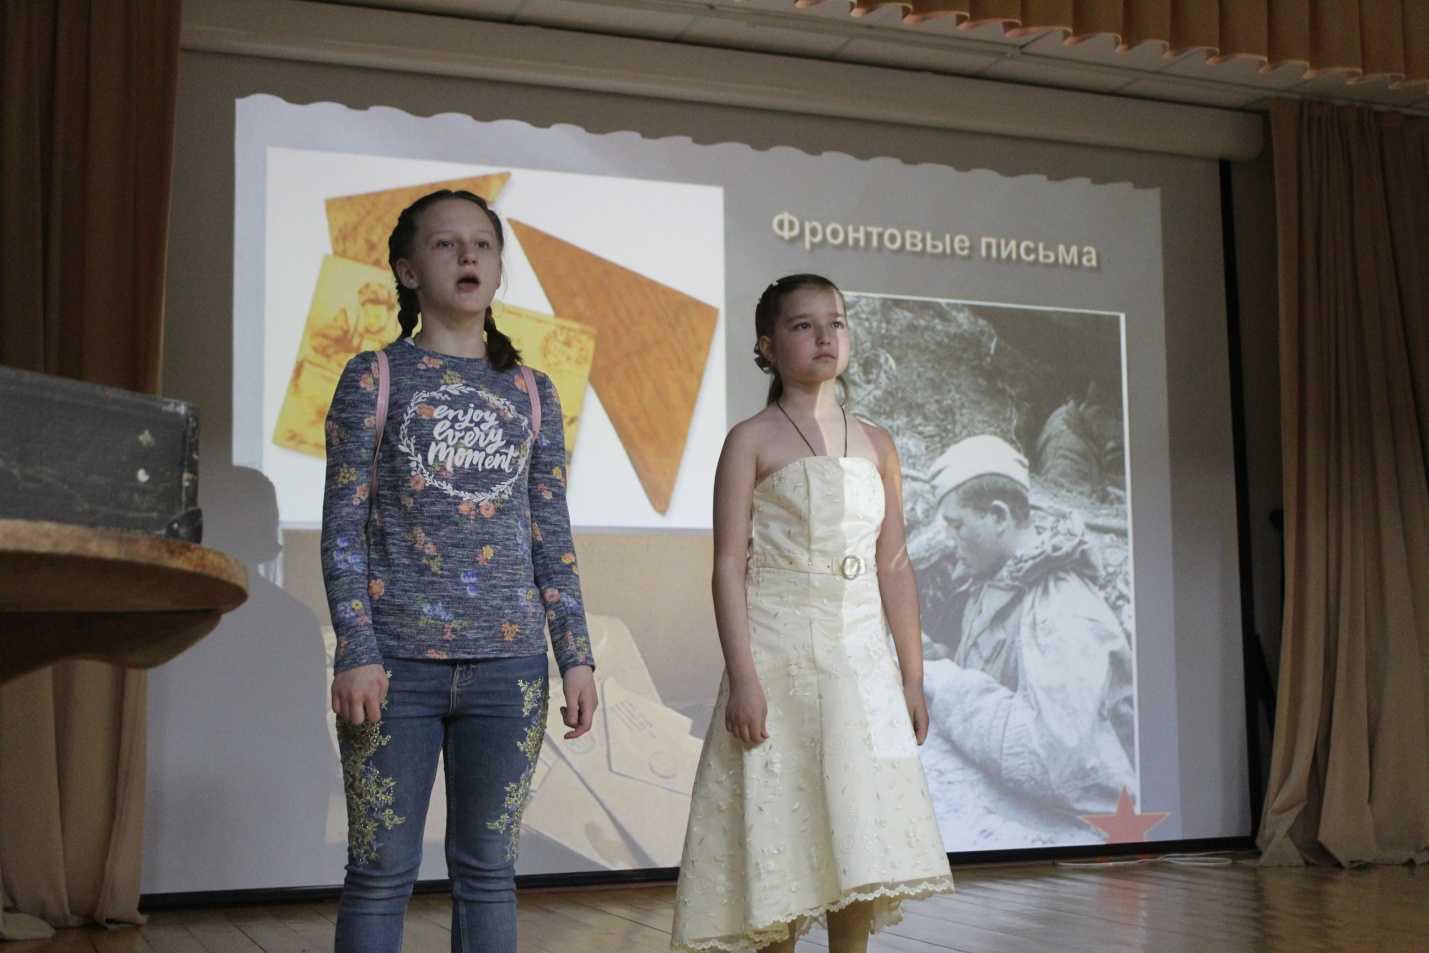 Фронтовые письма
enjoy
every
moment